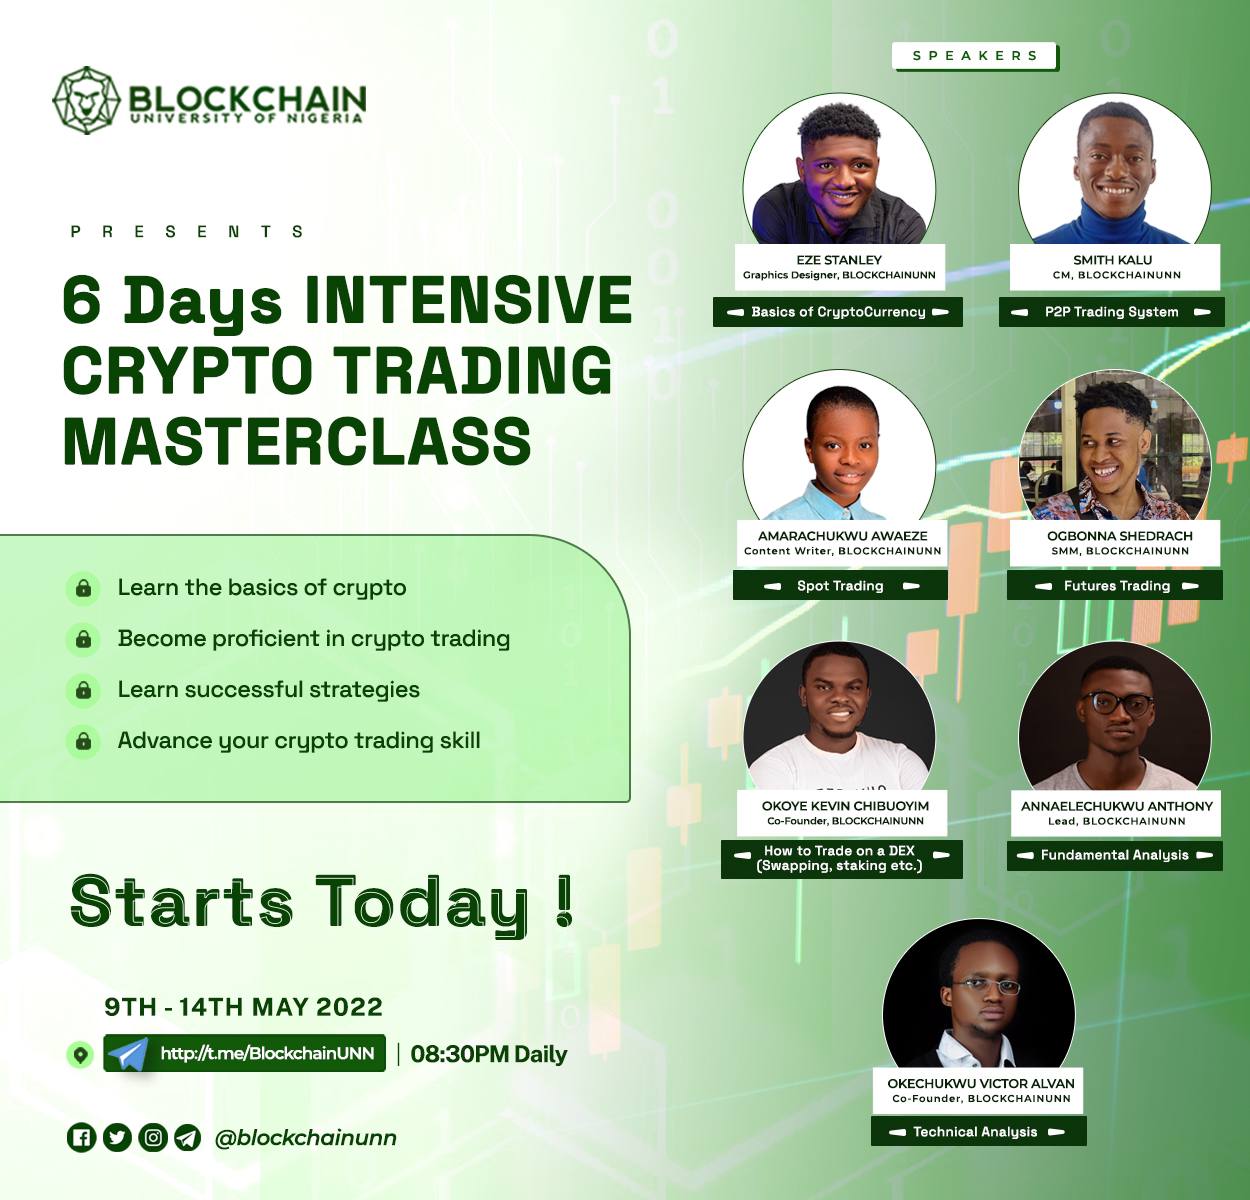 BLOCKCHAIN
UNIVERSITY OF NIGERIA
PRESENTS
6 Days INTENSIVE
CRYPTO TRADING
MASTERCLASS
Learn the basics of crypto
Become proficient in crypto trading
Learn successful strategies
Advance your crypto trading skill
Starts Today !
9TH - 14TH MAY 2022
http://t.me/BlockchainUNN | 08:30PM Daily
@blockchainunn
SPEAKERS
EZE STANLEY
Graphics Designer, BLOCKCHAINUNN
Basics of CryptoCurrency
SMITH KALU
CM, BLOCKCHAINUNN
P2P Trading System
AMARACHUKWU AWAEZE
Content Writer, BLOCKCHAINUNN
Spot Trading
OGBONNA SHEDRACH
SMM, BLOCKCHAINUNN
Futures Trading
OKOYE KEVIN CHIBUOYIM
Co-Founder, BLOCKCHAINUNN
How to Trade on a DEX
(Swapping, staking etc.)
ANNAELECHUKWU ANTHONY
Lead, BLOCKCHAINUNN
Fundamental Analysis
OKECHUKWU VICTOR ALVAN
Co-Founder, BLOCKCHAINUNN
Technical Analysis